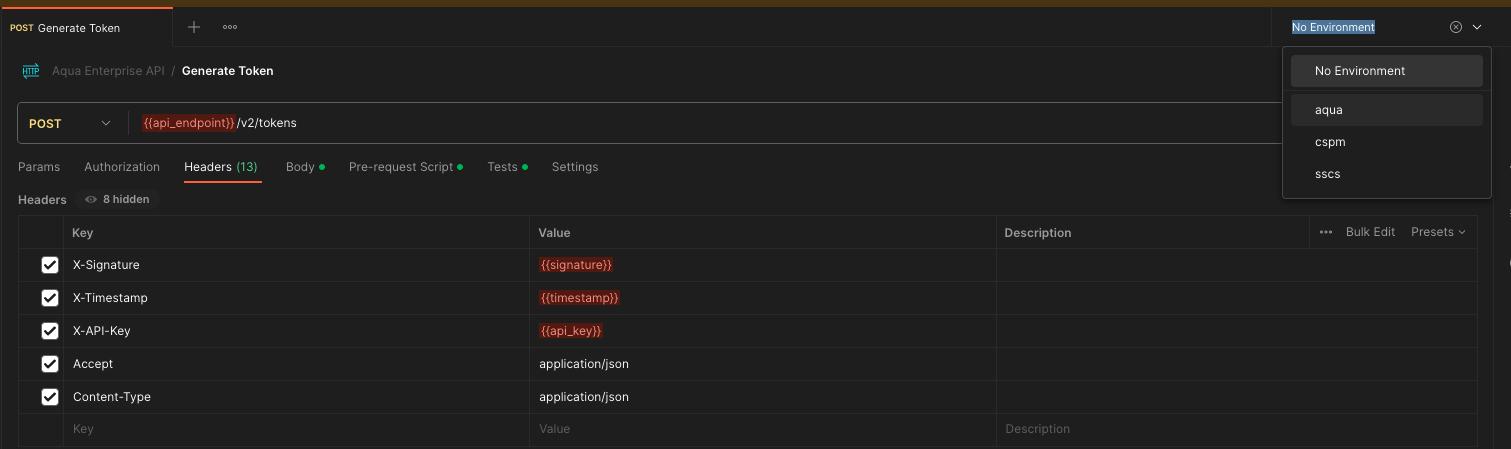 POST Generate Token
No Environment
HTTP Aqua Enterprise API / Generate Token
No Environment
POST {{api_endpoint}}/v2/tokens
aqua
cspm
sscs
Params Authorization Headers (13) Body Pre-request Script Tests Settings
Headers 8 hidden
Key Value Description ••• Bulk Edit Presets
X-Signature {{signature}}
X-Timestamp {{timestamp}}
X-API-Key {{api_key}}
Accept application/json
Content-Type application/json
Key Value Description